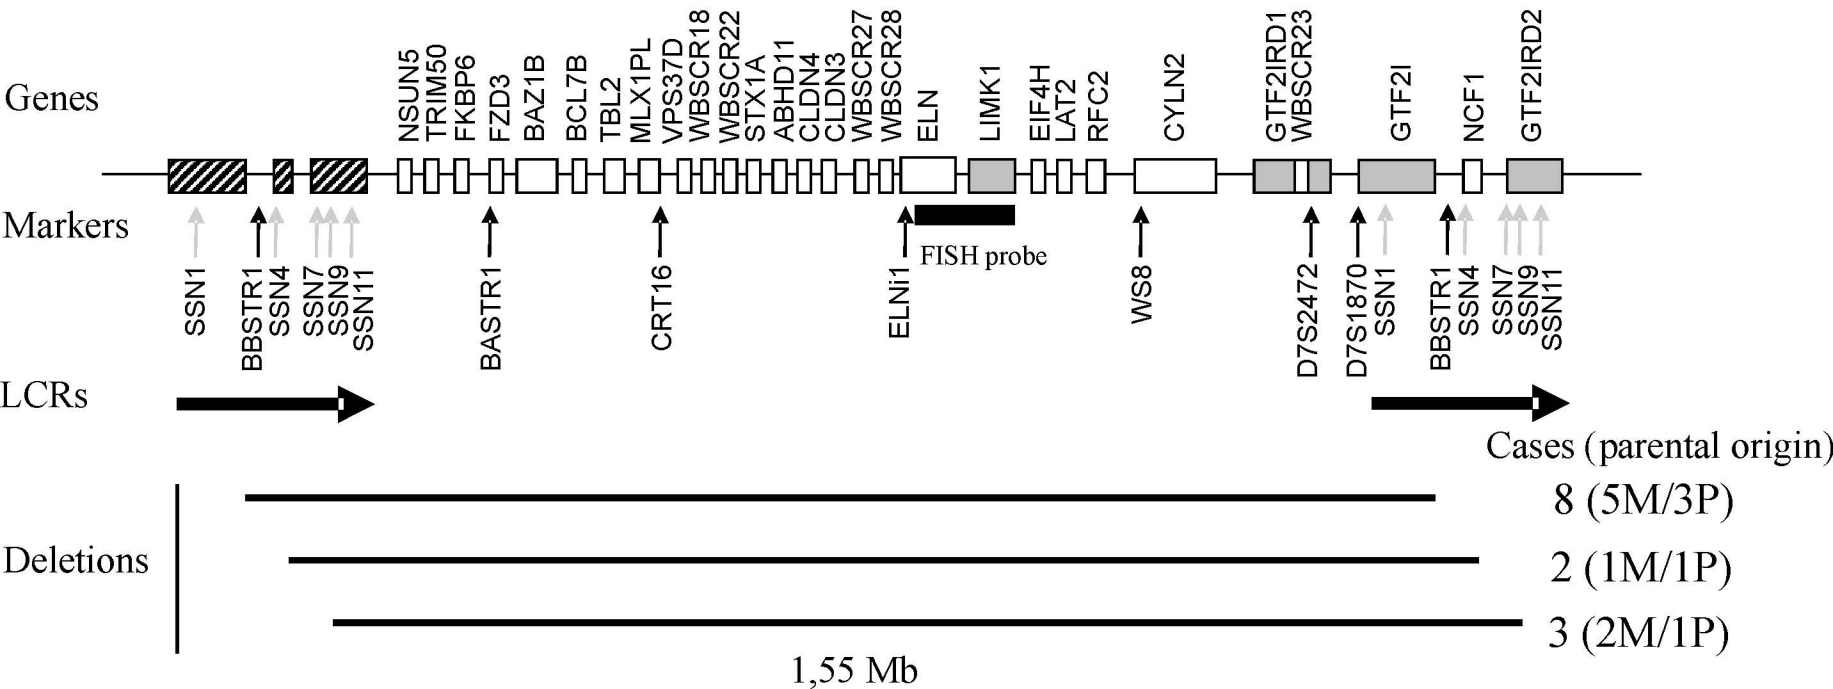 Genes
NSUN5
TRIM50
FKBP6
FZD3
BAZ1B
BCL7B
TBL2
MLX1PL
VPS37D
WBSCR18
WBSCR22
STX1A
ABHD11
CLDN4
CLDN3
WBSCR27
WBSCR28
ELN
LIMK1
EIF4H
LAT2
RFC2
CYLN2
GTF2IRD1
WBSCR23
GTF2I
NCF1
GTF2IRD2
Markers
FISH probe
SSN1
BBSTR1
SSN4
SSN7
SSN9
SSN11
BASTR1
CRT16
ELNi1
WS8
D7S2472
D7S1870
SSN1
BBSTR1
SSN4
SSN7
SSN9
SSN11
LCRs
Cases (parental origin)
8 (5M/3P)
Deletions
2 (1M/1P)
3 (2M/1P)
1,55 Mb